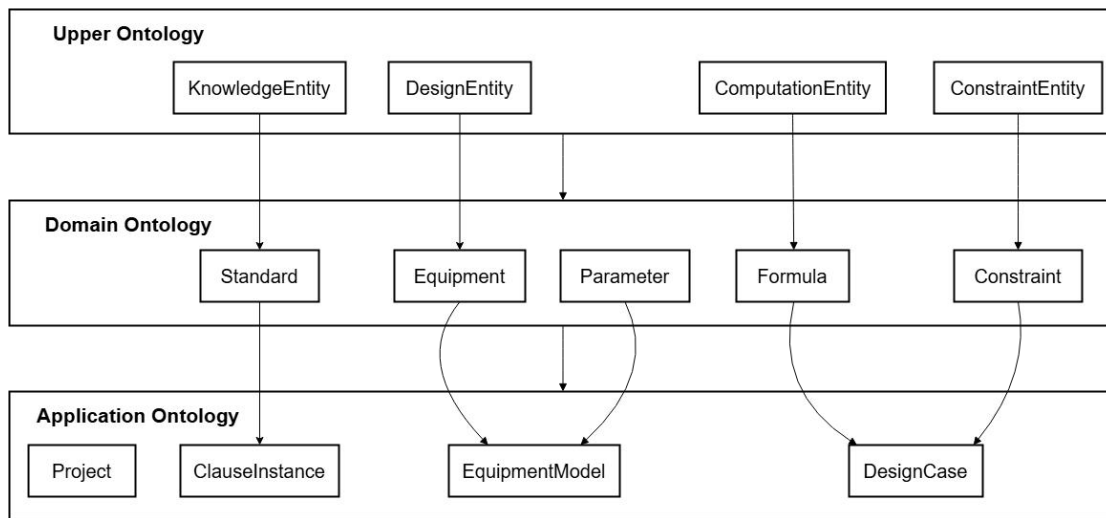 Upper Ontology
KnowledgeEntity
DesignEntity
ComputationEntity
ConstraintEntity
Domain Ontology
Standard
Equipment
Parameter
Formula
Constraint
Application Ontology
Project
ClauseInstance
EquipmentModel
DesignCase